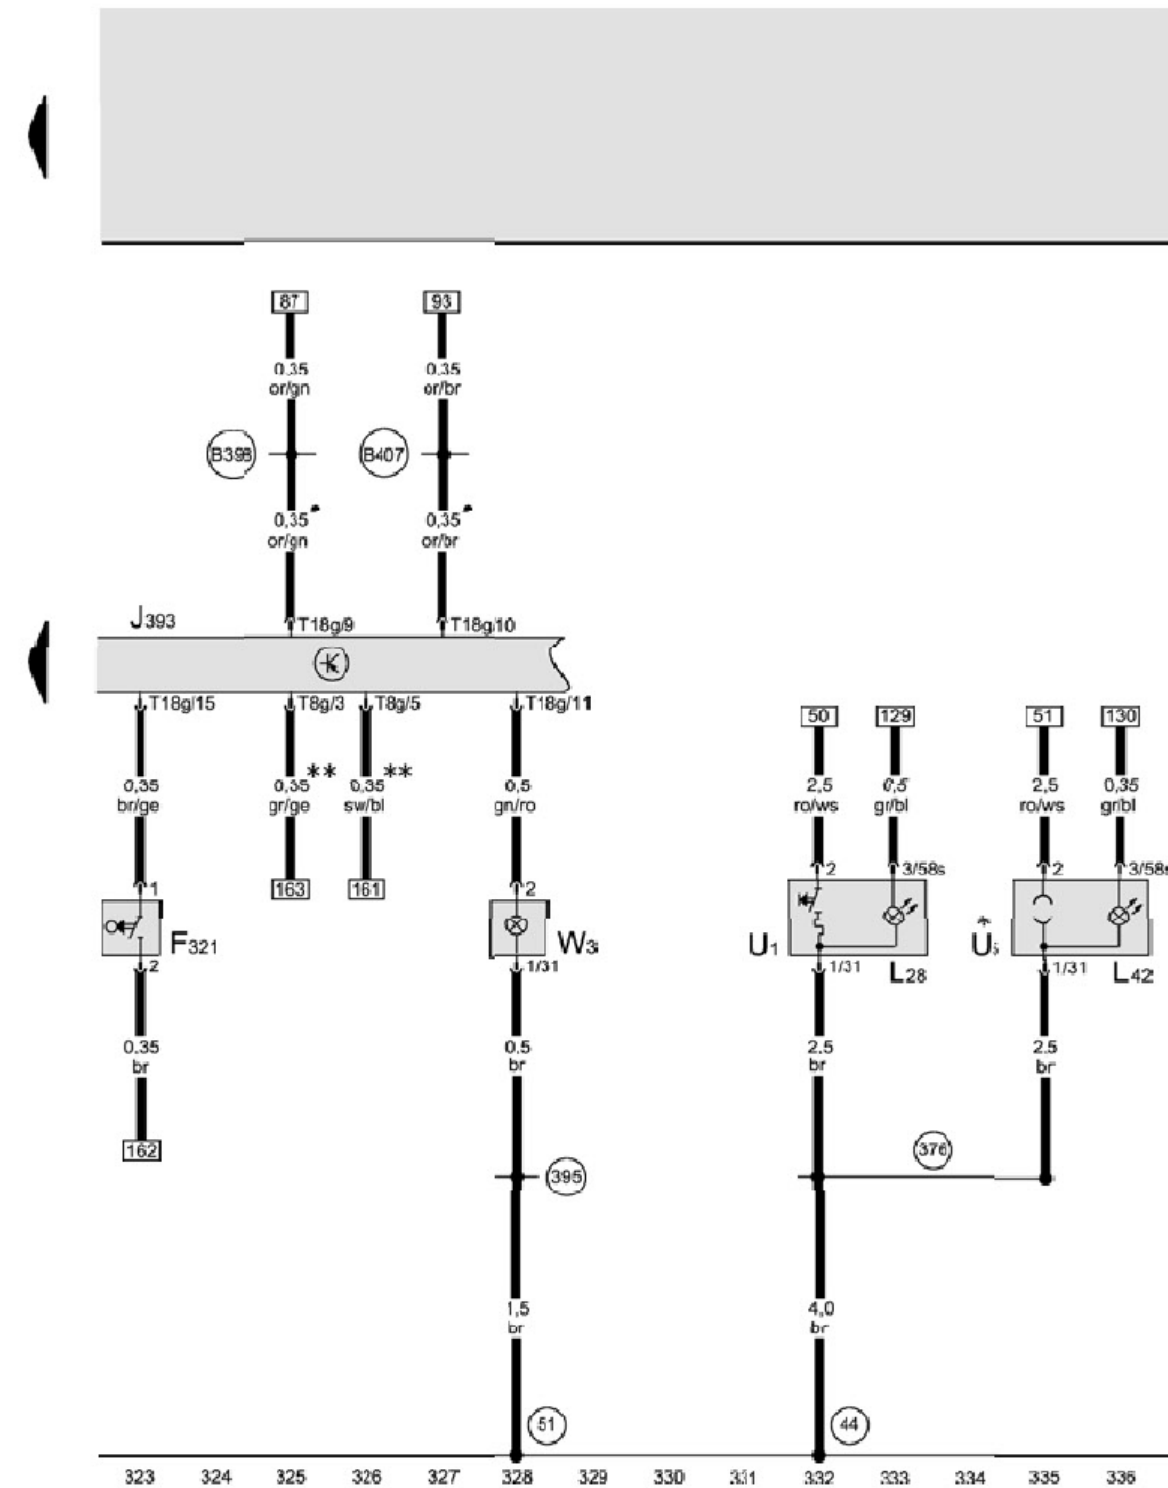 87 93
0,35 0,35
or/gn or/br
B398 B407
0,35* 0,35*
or/gn or/br
J393 T18g/9 T18g/10
T18g/15 T8g/3 T8g/5 T18g/11
50 129 51 130
** **
0,35 0,35 0,35 0,5 2,5 0,5 2,5 0,35
br/ge gr/ge sw/bl gn/ro ro/ws gr/bl ro/ws gr/bl
2 3/58s 2 3/58s
1 163 161 2
F321 W3 U1 *
2 1/31 1/31 L28 1/31 L42
0.35 0,5 2.5 2.5
br br br br
162 376
395
1,5 4,0
br br
51 44
323 324 325 326 327 328 329 330 331 332 333 334 335 336